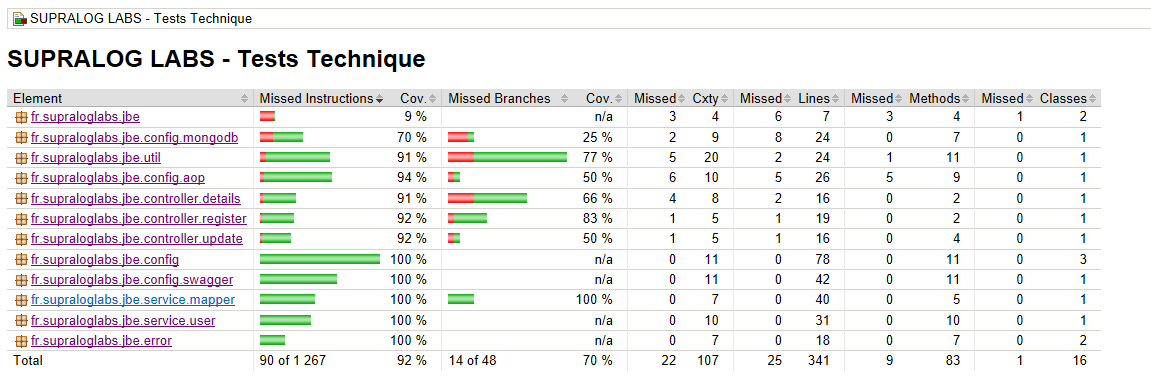 SUPRALOG LABS - Tests Technique
SUPRALOG LABS - Tests Technique
Element Missed Instructions Cov. Missed Branches Cov. Missed Cxty Missed Lines Missed Methods Missed Classes
fr.supraloglabs.jbe 9 % n/a 3 4 6 7 3 4 1 2
fr.supraloglabs.jbe.config.mongodb 70 % 25 % 2 9 8 24 0 7 0 1
fr.supraloglabs.jbe.util 91 % 77 % 5 20 2 24 1 11 0 1
fr.supraloglabs.jbe.config.aop 94 % 50 % 6 10 5 26 5 9 0 1
fr.supraloglabs.jbe.controller.details 91 % 66 % 4 8 2 16 0 2 0 1
fr.supraloglabs.jbe.controller.register 92 % 83 % 1 5 1 19 0 2 0 1
fr.supraloglabs.jbe.controller.update 92 % 50 % 1 5 1 16 0 4 0 1
fr.supraloglabs.jbe.config 100 % n/a 0 11 0 78 0 11 0 3
fr.supraloglabs.jbe.config.swagger 100 % n/a 0 11 0 42 0 11 0 1
fr.supraloglabs.jbe.service.mapper 100 % 100 % 0 7 0 40 0 5 0 1
fr.supraloglabs.jbe.service.user 100 % n/a 0 10 0 31 0 10 0 1
fr.supraloglabs.jbe.error 100 % n/a 0 7 0 18 0 7 0 2
Total 90 of 1 267 92 % 14 of 48 70 % 22 107 25 341 9 83 1 16